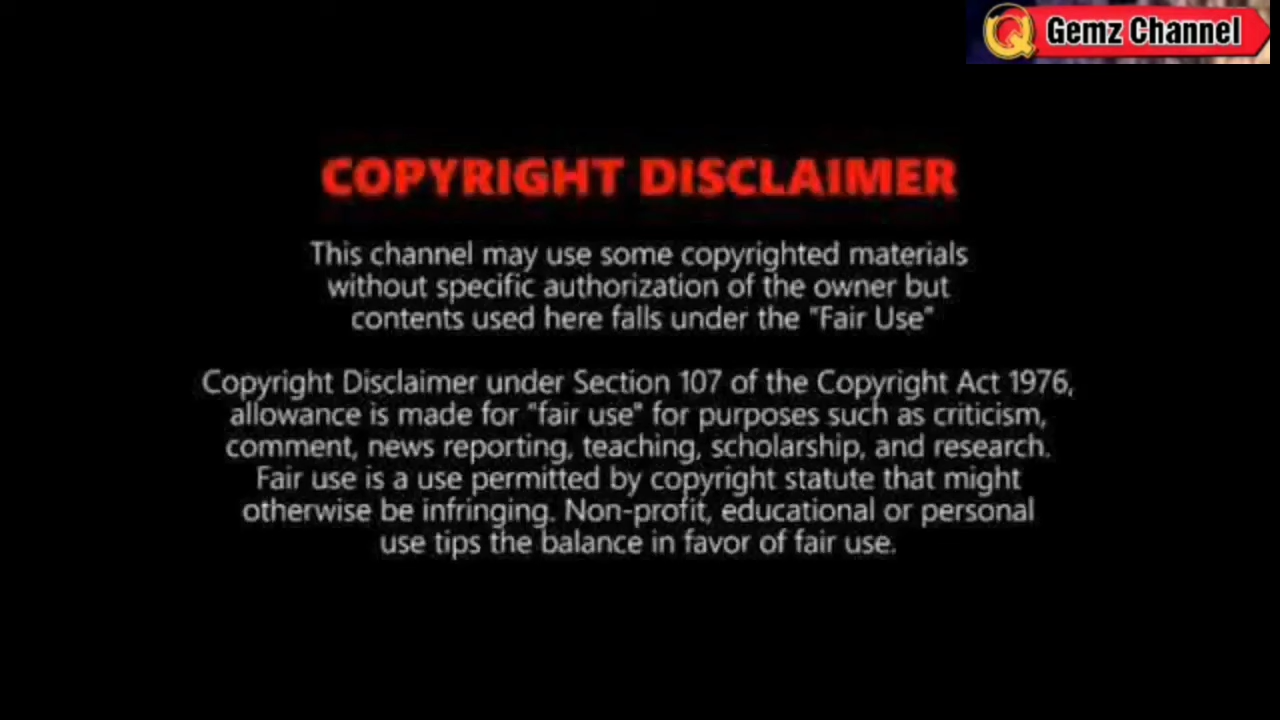 Gemz Channel
COPYRIGHT DISCLAIMER
This channel may use some copyrighted materials
without specific authorization of the owner but
contents used here falls under the "Fair Use"
Copyright Disclaimer under Section 107 of the Copyright Act 1976,
allowance is made for "fair use" for purposes such as criticism,
comment, news reporting, teaching, scholarship, and research.
Fair use is a use permitted by copyright statute that might
otherwise be infringing. Non-profit, educational or personal
use tips the balance in favor of fair use.